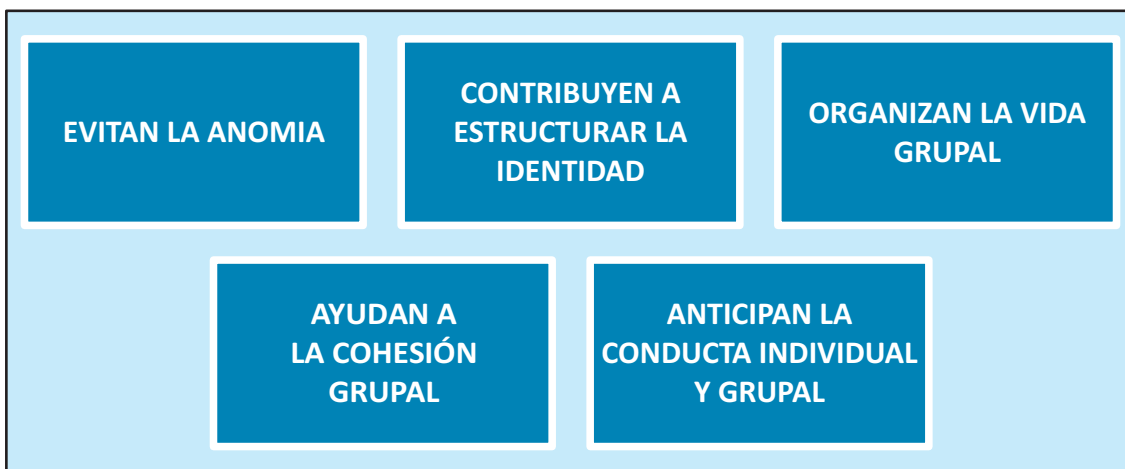 EVITAN LA ANOMIA
CONTRIBUYEN A
ESTRUCTURAR LA
IDENTIDAD
ORGANIZAN LA VIDA
GRUPAL
AYUDAN A
LA COHESIÓN
GRUPAL
ANTICIPAN LA
CONDUCTA INDIVIDUAL
Y GRUPAL